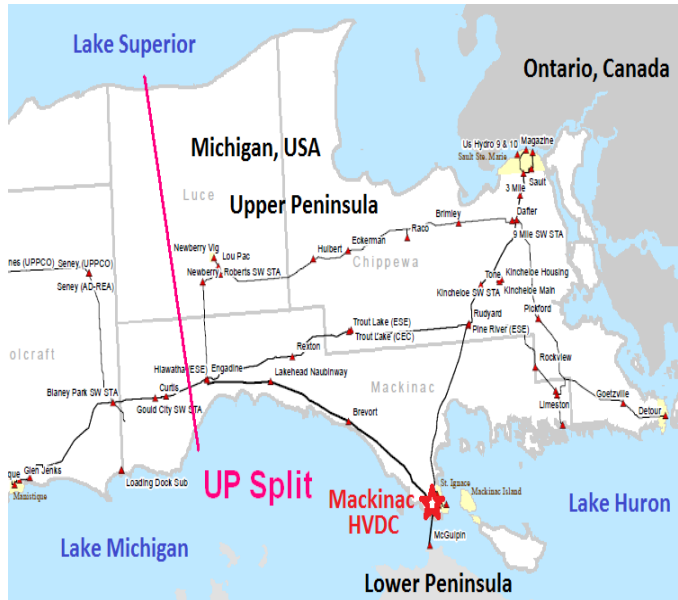 Lake Superior
Ontario, Canada
Michigan, USA
Us Hydro 9 & 10
Magazine
Sault Ste. Marie
Sault
3 Mile
Luce
Upper Peninsula
Brimley
Dafter
Raco
9 Mile SW STA
Newberry Vlg
Lou Pac
Eckerman
Hulbert
Chippewa
nes (UPPCO)
Seney (UPPCO)
Seney (AD-REA)
Newberry
Roberts SW STA
Tone
Kincheloe Housing
Kincheloe Main
Kincheloe SW STA
Pickford
Rudyard
Pine River (ESE)
Trout Lake (ESE)
Trout Lake (CEC)
olcraft
Rexton
Rockview
Hiawatha (ESE)
Engadine
Lakehead Naubinway
Mackinac
Curtis
Blaney Park SW STA
Gould City SW STA
Limeston
Goetzville
Detour
Brevort
Glen Jenks
que
Manistique
Loading Dock Sub
UP Split
Mackinac
HVDC
St. Ignace
Mackinac Island
Lake Huron
McGulpin
Lake Michigan
Lower Peninsula